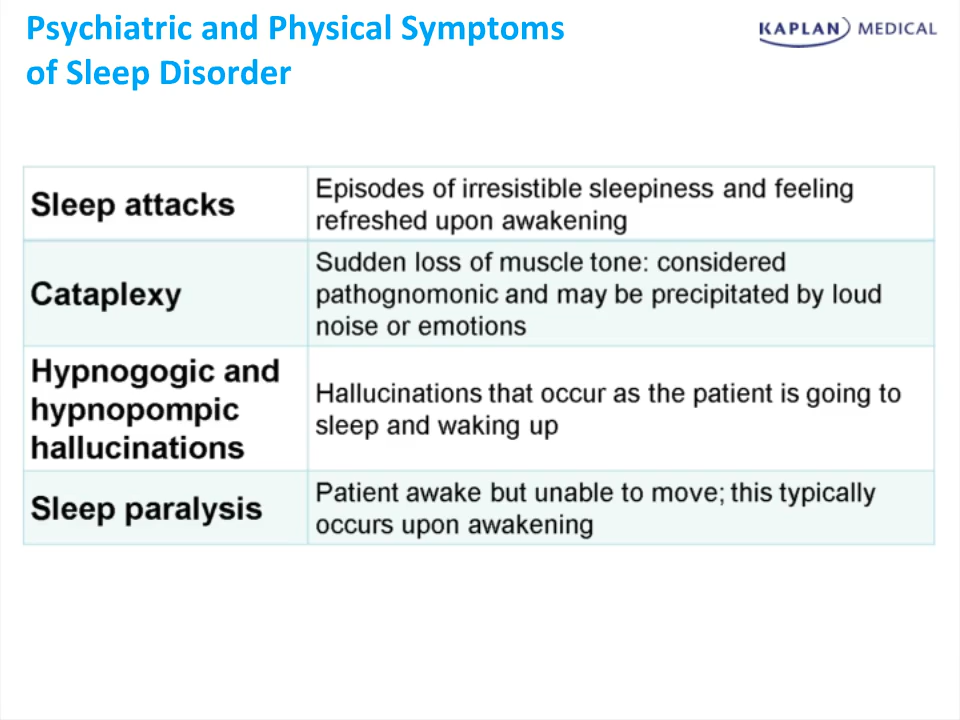 Psychiatric and Physical Symptoms
of Sleep Disorder
KAPLAN MEDICAL
Sleep attacks
Episodes of irresistible sleepiness and feeling
refreshed upon awakening
Cataplexy
Sudden loss of muscle tone: considered
pathognomonic and may be precipitated by loud
noise or emotions
Hypnogogic and
hypnopompic
hallucinations
Hallucinations that occur as the patient is going to
sleep and waking up
Sleep paralysis
Patient awake but unable to move; this typically
occurs upon awakening